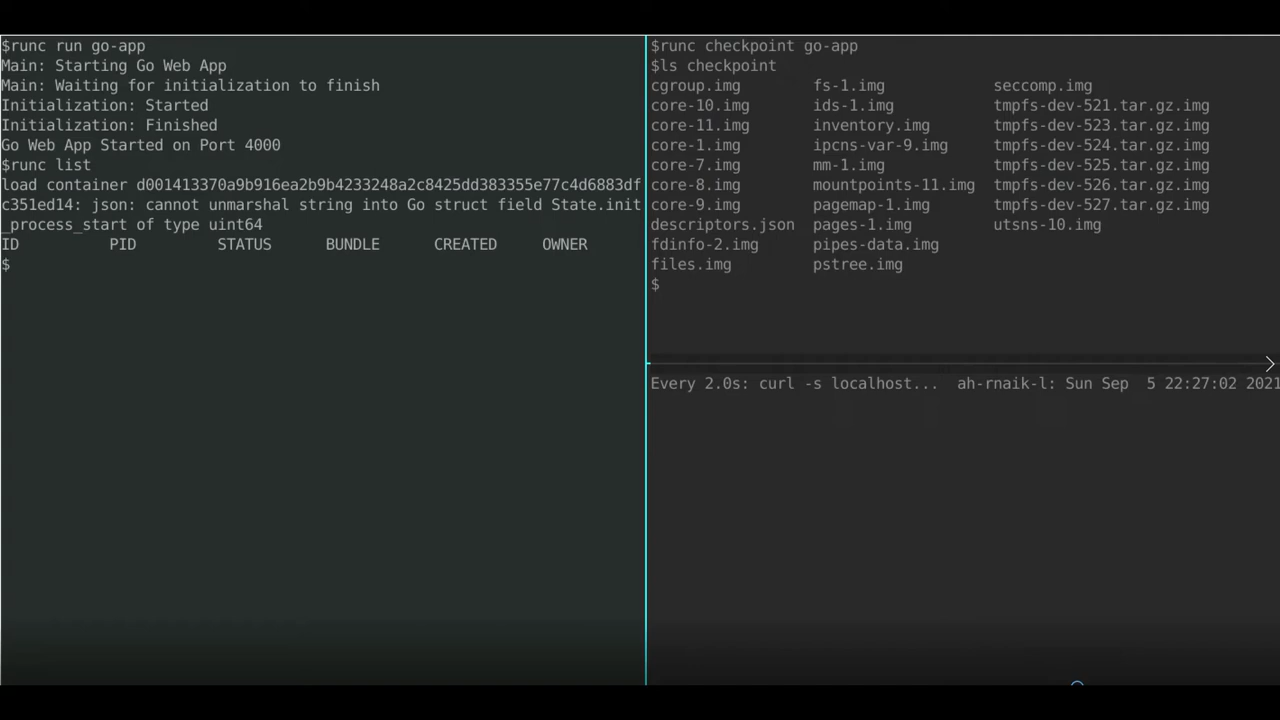 $runc run go-app
Main: Starting Go Web App
Main: Waiting for initialization to finish
Initialization: Started
Initialization: Finished
Go Web App Started on Port 4000
$runc list
load container d001413370a9b916ea2b9b4233248a2c8425dd383355e77c4d6883df
c351ed14: json: cannot unmarshal string into Go struct field State.init
_process_start of type uint64
ID PID STATUS BUNDLE CREATED OWNER
$
$runc checkpoint go-app
$ls checkpoint
cgroup.img fs-1.img seccomp.img
core-10.img ids-1.img tmpfs-dev-521.tar.gz.img
core-11.img inventory.img tmpfs-dev-523.tar.gz.img
core-1.img ipcns-var-9.img tmpfs-dev-524.tar.gz.img
core-7.img mm-1.img tmpfs-dev-525.tar.gz.img
core-8.img mountpoints-11.img tmpfs-dev-526.tar.gz.img
core-9.img pagemap-1.img tmpfs-dev-527.tar.gz.img
descriptors.json pages-1.img utsns-10.img
fdinfo-2.img pipes-data.img
files.img pstree.img
$
Every 2.0s: curl -s localhost... ah-rnaik-l: Sun Sep 5 22:27:02 2021